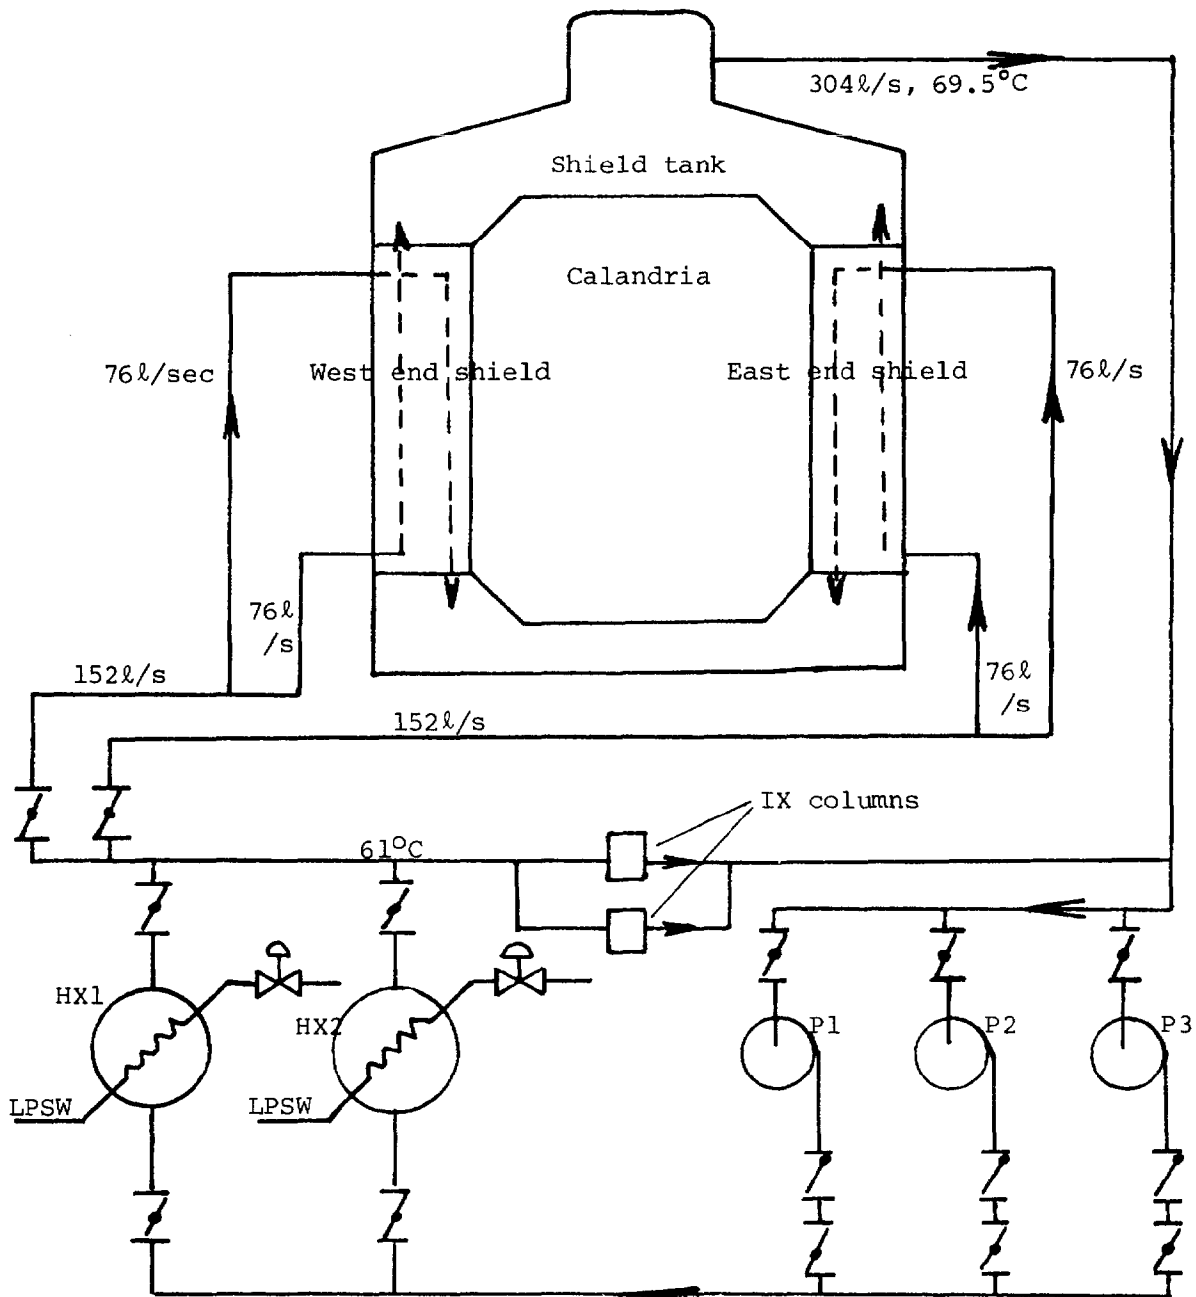 304ℓ/s, 69.5°C
Shield tank
Calandria
76ℓ/sec
West end shield
East end shield
76ℓ/s
76ℓ
/s
152ℓ/s
76ℓ
/s
152ℓ/s
IX columns
61°C
HX1
HX2
P1
P2
P3
LPSW
LPSW